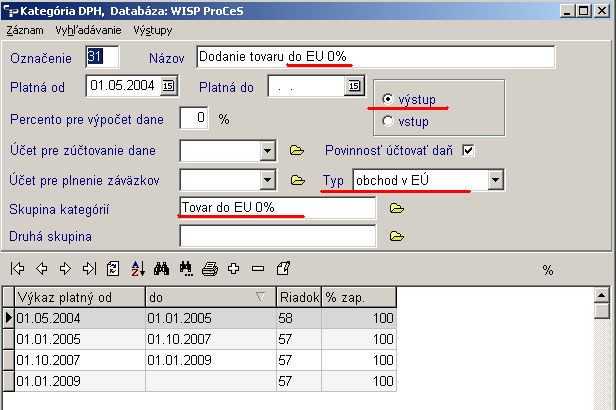 Kategória DPH, Databáza: WISP ProCeS
Záznam Vyhľadávanie Výstupy
Označenie 31 Názov Dodanie tovaru do EU 0%
Platná od 01.05.2004 15 Platná do . . 15
výstup
vstup
Percento pre výpočet dane 0 %
Účet pre zúčtovanie dane Povinnosť účtovať daň
Účet pre plnenie záväzkov Typ obchod v EÚ
Skupina kategórií Tovar do EU 0%
Druhá skupina
%
Výkaz platný od do Riadok % zap.
01.05.2004 01.01.2005 58 100
01.01.2005 01.10.2007 57 100
01.10.2007 01.01.2009 57 100
01.01.2009 57 100